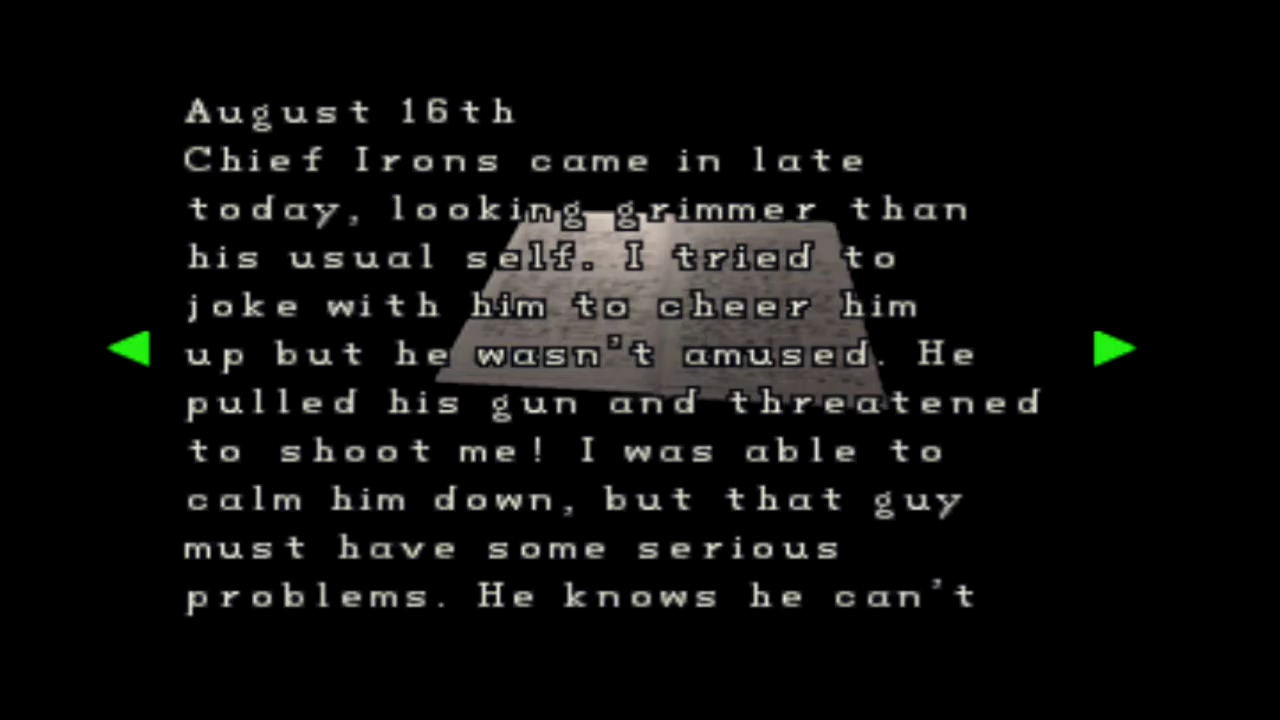 August 16th
Chief Irons came in late
today, looking grimmer than
his usual self. I tried to
joke with him to cheer him
up but he wasn't amused. He
pulled his gun and threatened
to shoot me! I was able to
calm him down, but that guy
must have some serious
problems. He knows he can't